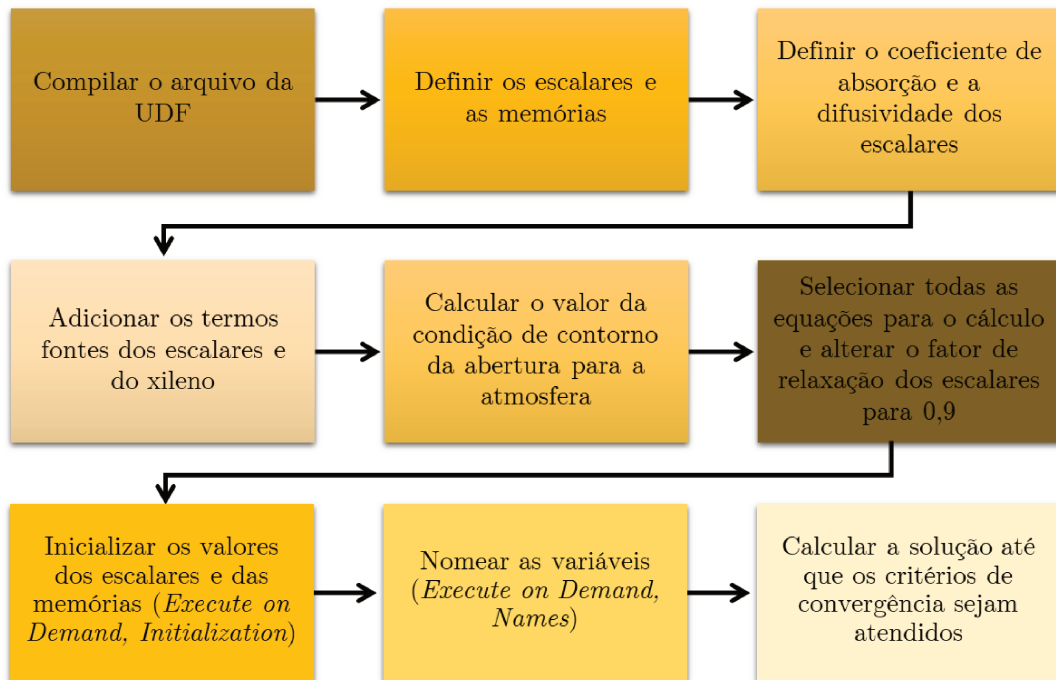 Compilar o arquivo da
UDF
Definir os escalares e
as memórias
Definir o coeficiente de
absorção e a
difusividade dos
escalares
Adicionar os termos
fontes dos escalares e
do xileno
Calcular o valor da
condição de contorno
da abertura para a
atmosfera
Selecionar todas as
equações para o cálculo
e alterar o fator de
relaxação dos escalares
para 0,9
Inicializar os valores
dos escalares e das
memórias (Execute on
Demand, Initialization)
Nomear as variáveis
(Execute on Demand,
Names)
Calcular a solução até
que os critérios de
convergência sejam
atendidos